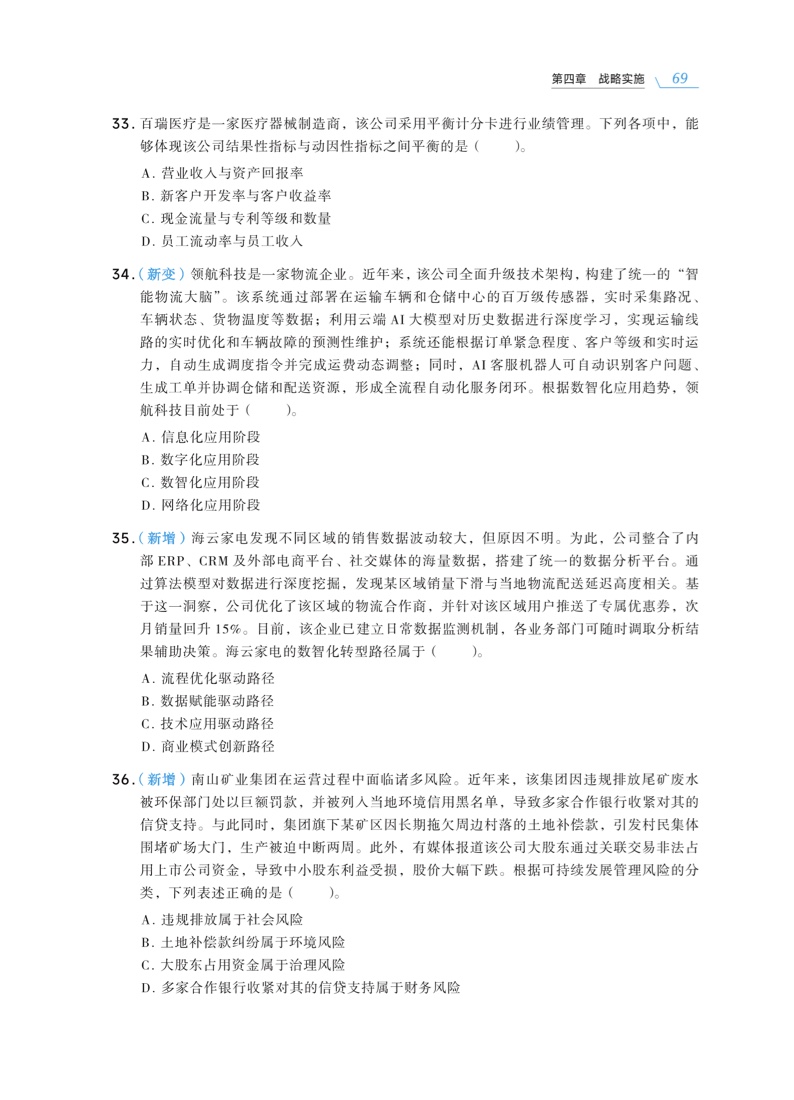 第四章 战略实施 69
33. 百瑞医疗是一家医疗器械制造商，该公司采用平衡计分卡进行业绩管理。下列各项中，能
够体现该公司结果性指标与动因性指标之间平衡的是（　　）。
A. 营业收入与资产回报率
B. 新客户开发率与客户收益率
C. 现金流量与专利等级和数量
D. 员工流动率与员工收入
34.（新变）领航科技是一家物流企业。近年来，该公司全面升级技术架构，构建了统一的“智
能物流大脑”。该系统通过部署在运输车辆和仓储中心的百万级传感器，实时采集路况、
车辆状态、货物温度等数据；利用云端 AI 大模型对历史数据进行深度学习，实现运输线
路的实时优化和车辆故障的预测性维护；系统还能根据订单紧急程度、客户等级和实时运
力，自动生成调度指令并完成运费动态调整；同时，AI 客服机器人可自动识别客户问题、
生成工单并协调仓储和配送资源，形成全流程自动化服务闭环。根据数智化应用趋势，领
航科技目前处于（　　）。
A. 信息化应用阶段
B. 数字化应用阶段
C. 数智化应用阶段
D. 网络化应用阶段
35.（新增）海云家电发现不同区域的销售数据波动较大，但原因不明。为此，公司整合了内
部 ERP、CRM 及外部电商平台、社交媒体的海量数据，搭建了统一的数据分析平台。通
过算法模型对数据进行深度挖掘，发现某区域销量下滑与当地物流配送延迟高度相关。基
于这一洞察，公司优化了该区域的物流合作商，并针对该区域用户推送了专属优惠券，次
月销量回升 15%。目前，该企业已建立日常数据监测机制，各业务部门可随时调取分析结
果辅助决策。海云家电的数智化转型路径属于（　　）。
A. 流程优化驱动路径
B. 数据赋能驱动路径
C. 技术应用驱动路径
D. 商业模式创新路径
36.（新增）南山矿业集团在运营过程中面临诸多风险。近年来，该集团因违规排放尾矿废水
被环保部门处以巨额罚款，并被列入当地环境信用黑名单，导致多家合作银行收紧对其的
信贷支持。与此同时，集团旗下某矿区因长期拖欠周边村落的土地补偿款，引发村民集体
围堵矿场大门，生产被迫中断两周。此外，有媒体报道该公司大股东通过关联交易非法占
用上市公司资金，导致中小股东利益受损，股价大幅下跌。根据可持续发展管理风险的分
类，下列表述正确的是（　　）。
A. 违规排放属于社会风险
B. 土地补偿款纠纷属于环境风险
C. 大股东占用资金属于治理风险
D. 多家合作银行收紧对其的信贷支持属于财务风险